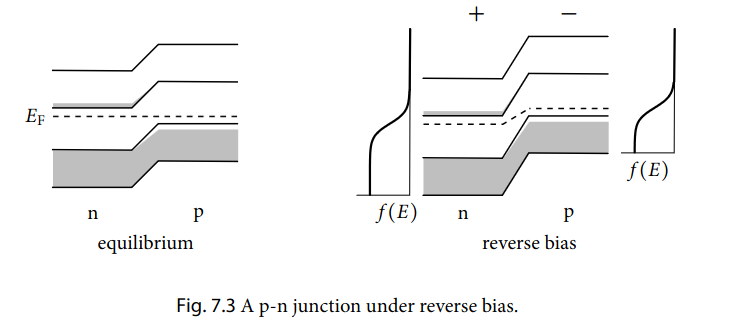 + −
E_F
f(E)
f(E)
n p
n p
equilibrium
reverse bias
Fig. 7.3 A p-n junction under reverse bias.